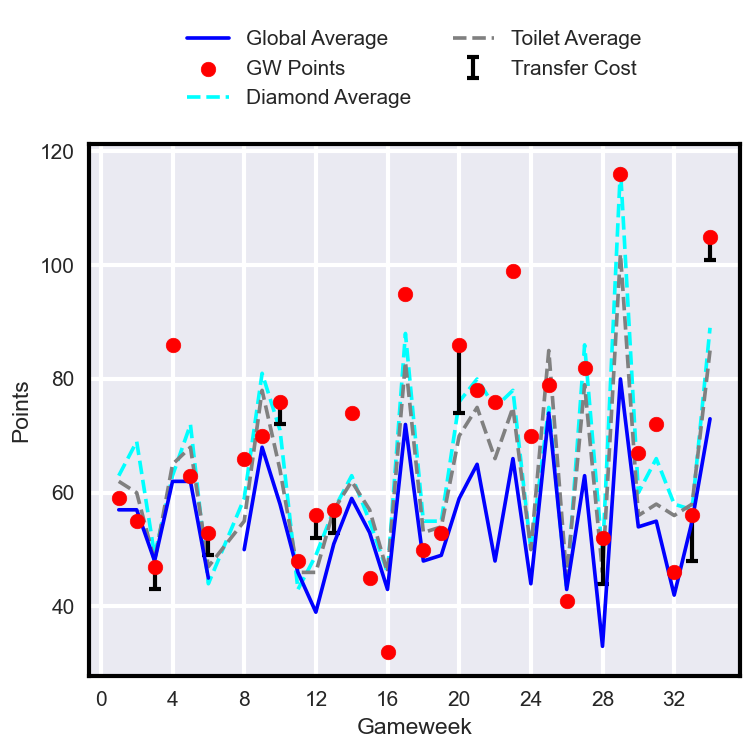 Global Average
GW Points
Diamond Average
Toilet Average
Transfer Cost
120
100
80
60
40
Points
0 4 8 12 16 20 24 28 32
Gameweek